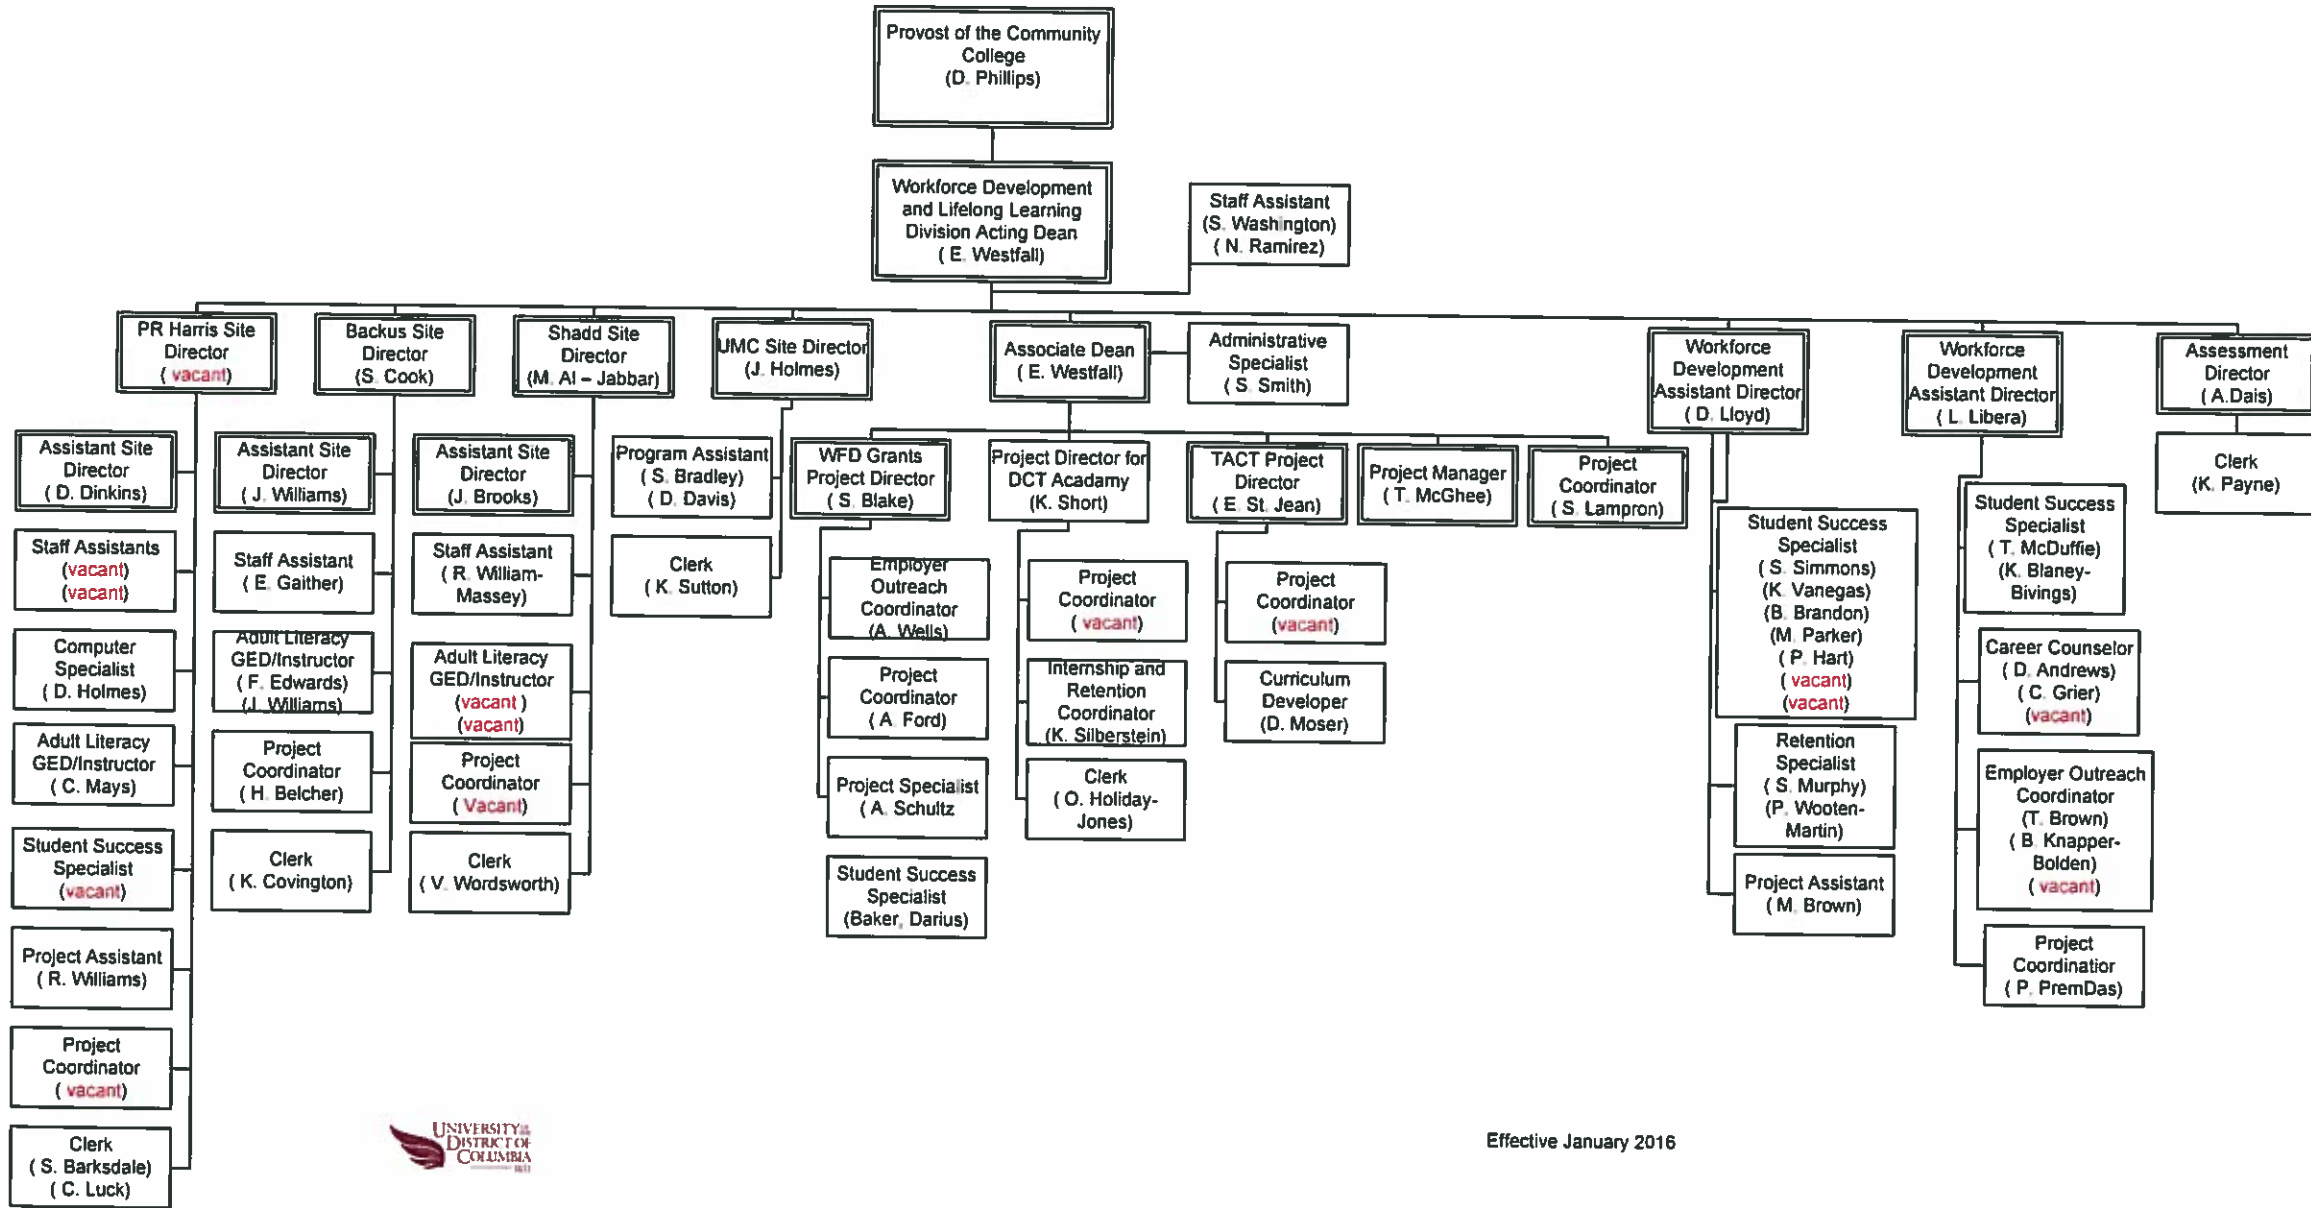 Provost of the Community
College
(D. Phillips)
Workforce Development
and Lifelong Learning
Division Acting Dean
( E. Westfall)
Staff Assistant
(S. Washington)
( N. Ramirez)
PR Harris Site
Director
( vacant)
Backus Site
Director
(S. Cook)
Shadd Site
Director
(M. Al – Jabbar)
UMC Site Director
(J. Holmes)
Associate Dean
( E. Westfall)
Administrative
Specialist
( S. Smith)
Workforce
Development
Assistant Director
( D. Lloyd)
Workforce
Development
Assistant Director
( L. Libera)
Assessment
Director
( A.Dais)
Assistant Site
Director
( D. Dinkins)
Staff Assistants
(vacant)
(vacant)
Computer
Specialist
( D. Holmes)
Adult Literacy
GED/Instructor
( C. Mays)
Student Success
Specialist
(vacant)
Project Assistant
( R. Williams)
Project
Coordinator
( vacant)
Clerk
( S. Barksdale)
( C. Luck)
Assistant Site
Director
( J. Williams)
Staff Assistant
( E. Gaither)
Adult Literacy
GED/Instructor
( F. Edwards)
(J. Williams)
Project
Coordinator
( H. Belcher)
Clerk
( K. Covington)
Assistant Site
Director
(J. Brooks)
Staff Assistant
( R. William-
Massey)
Adult Literacy
GED/Instructor
(vacant )
(vacant)
Project
Coordinator
( Vacant)
Clerk
( V. Wordsworth)
Program Assistant
( S. Bradley)
( D. Davis)
Clerk
( K. Sutton)
WFD Grants
Project Director
( S. Blake)
Employer
Outreach
Coordinator
(A. Wells)
Project
Coordinator
( A. Ford)
Project Specialist
( A. Schultz
Student Success
Specialist
(Baker, Darius)
Project Director for
DCT Acadamy
(K. Short)
Project
Coordinator
( vacant)
Internship and
Retention
Coordinator
(K. Silberstein)
Clerk
( O. Holiday-
Jones)
TACT Project
Director
( E. St. Jean)
Project
Coordinator
(vacant)
Curriculum
Developer
(D. Moser)
Project Manager
( T. McGhee)
Project
Coordinator
( S. Lampron)
Student Success
Specialist
( S. Simmons)
(K. Vanegas)
(B. Brandon)
(M. Parker)
( P. Hart)
( vacant)
(vacant)
Retention
Specialist
( S. Murphy)
(P. Wooten-
Martin)
Project Assistant
( M. Brown)
Student Success
Specialist
( T. McDuffie)
(K. Blaney-
Bivings)
Career Counselor
( D. Andrews)
( C. Grier)
(vacant)
Employer Outreach
Coordinator
(T. Brown)
( B. Knapper-
Bolden)
( vacant)
Project
Coordinatior
( P. PremDas)
Clerk
(K. Payne)
UNIVERSITY
DISTRICT OF
COLUMBIA
Effective January 2016